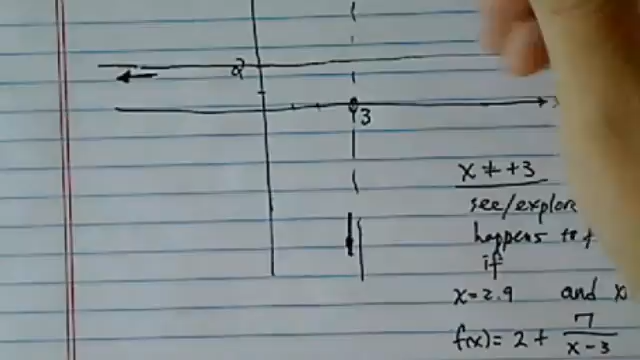 2
3
x ≠ +3
see/explore
happens to f
if
x = 2.9 and x
f(x) = 2 + 7/(x-3)